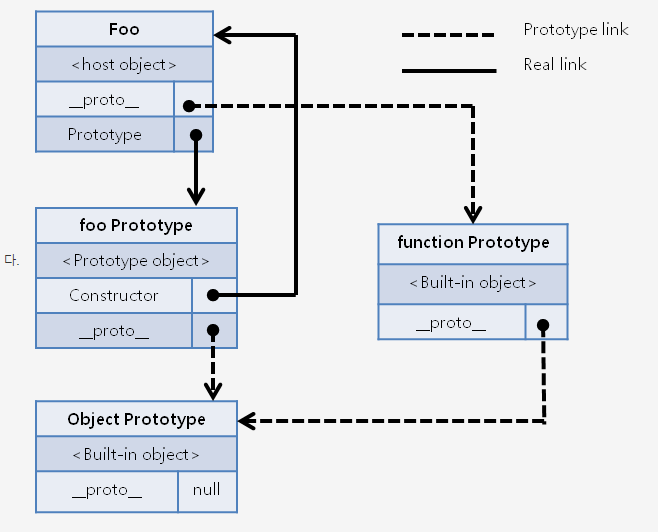 Foo
<host object>
__proto__
Prototype
Prototype link
Real link
foo Prototype
<Prototype object>
Constructor
__proto__
다.
function Prototype
<Built-in object>
__proto__
Object Prototype
<Built-in object>
__proto__ null